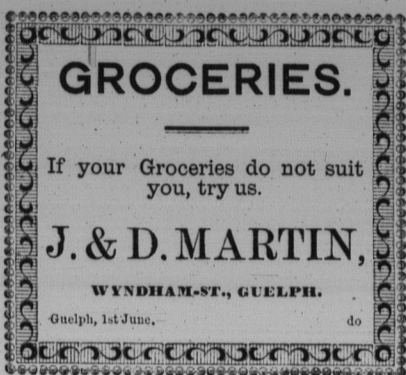 GROCERIES.
If your Groceries do not suit
you, try us.
J. & D. MARTIN,
WYNDHAM-ST., GUELPH.
Guelph, 1st June. do